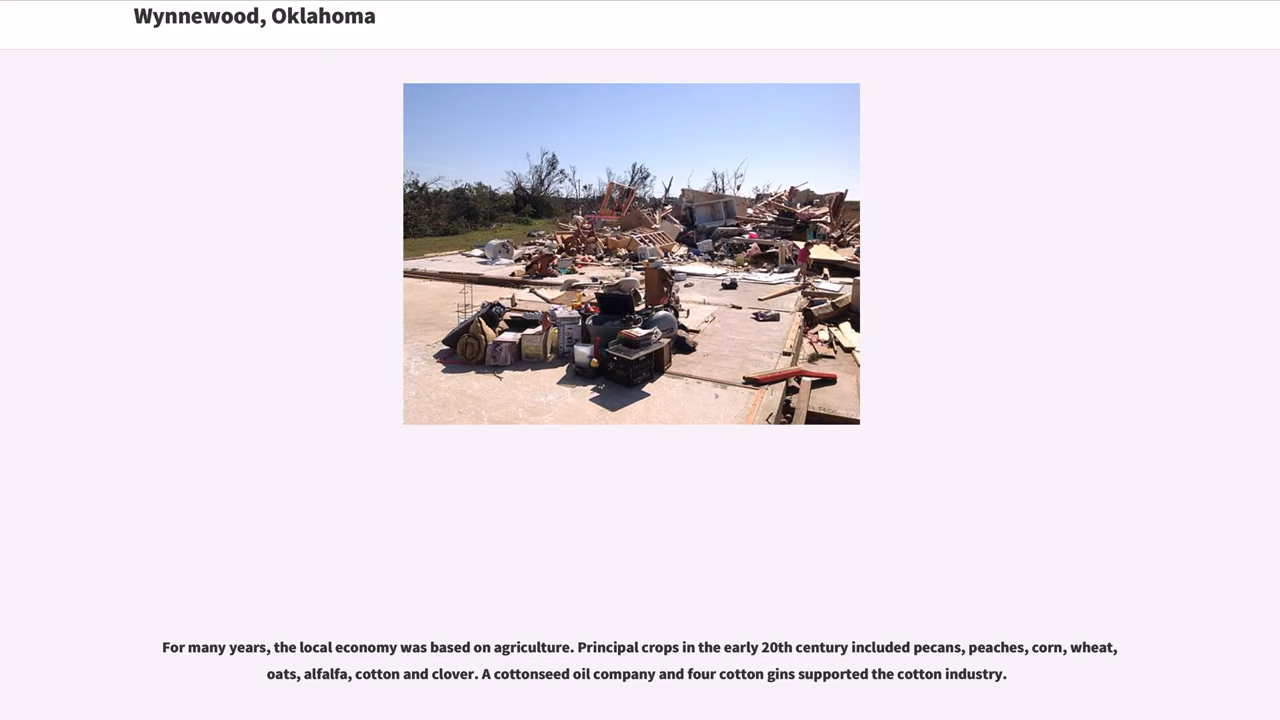 Wynnewood, Oklahoma
For many years, the local economy was based on agriculture. Principal crops in the early 20th century included pecans, peaches, corn, wheat,
oats, alfalfa, cotton and clover. A cottonseed oil company and four cotton gins supported the cotton industry.